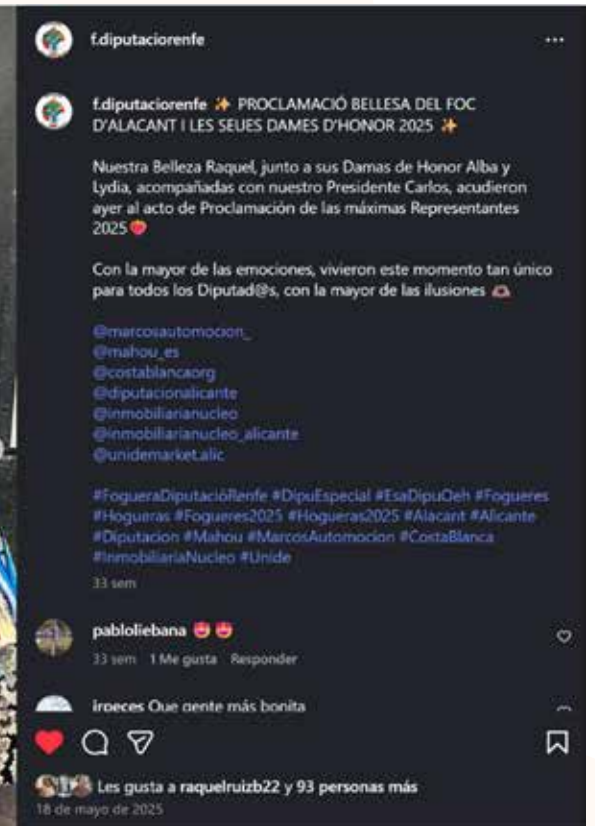 f.diputaciorenfe
f.diputaciorenfe ✨ PROCLAMACIÓ BELLESA DEL FOC
D'ALACANT I LES SEUES DAMES D'HONOR 2025 ✨
Nuestra Belleza Raquel, junto a sus Damas de Honor Alba y
Lydia, acompañadas con nuestro Presidente Carlos, acudieron
ayer al acto de Proclamación de las máximas Representantes
2025❤️
Con la mayor de las emociones, vivieron este momento tan único
para todos los Diputad@s, con la mayor de las ilusiones 🫶
@marcosautomocion_
@mahou_es
@costablancaorg
@diputacionalicante
@inmobiliarianucleo
@inmobiliarianucleo_alicante
@unidemarket.alic
#FogueraDiputacióRenfe #DipuEspecial #EsaDipuOeh #Fogueres
#Hogueras #Fogueres2025 #Hogueras2025 #Alacant #Alicante
#Diputacion #Mahou #MarcosAutomocion #CostaBlanca
#InmobiliariaNucleo #Unide
33 sem
pabloliebana 😍😍
33 sem 1 Me gusta Responder
irpeces Que gente más bonita
Les gusta a raquelruizb22 y 93 personas más
18 de mayo de 2025